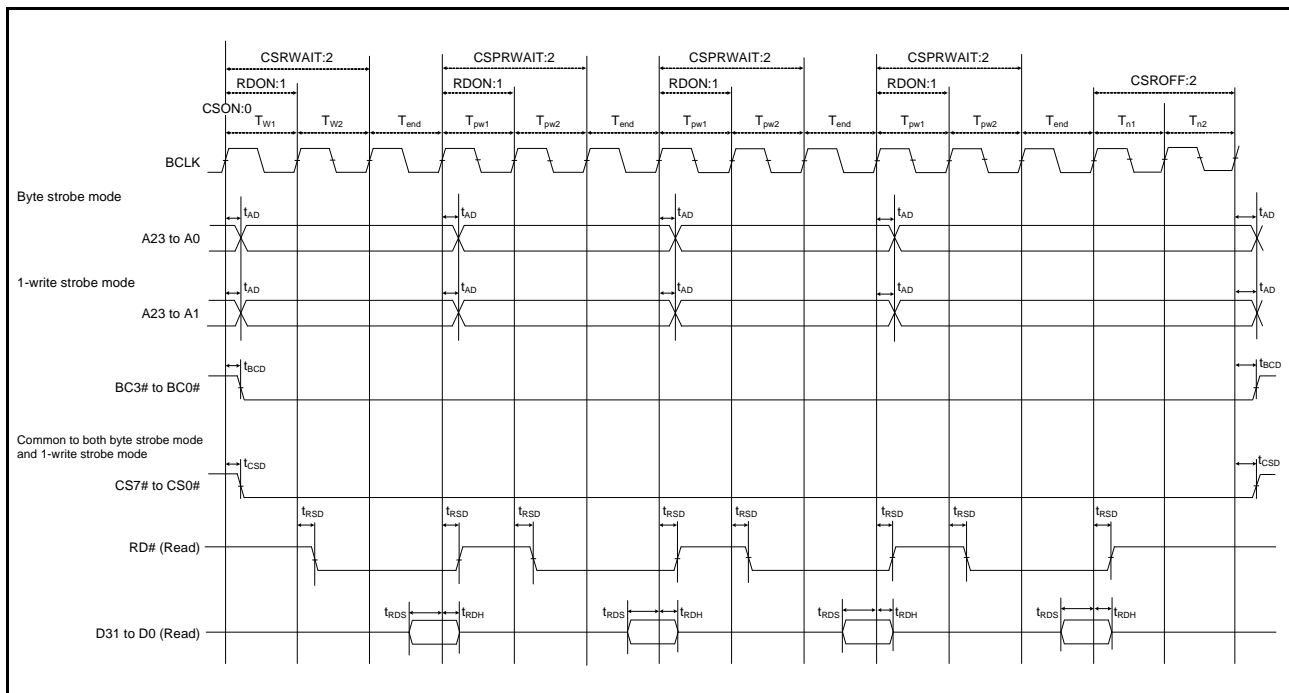 CSRWAIT:2 CSPRWAIT:2 CSPRWAIT:2 CSPRWAIT:2
RDON:1 RDON:1 RDON:1 RDON:1 CSROFF:2
CSON:0
TW1 TW2 Tend Tpw1 Tpw2 Tend Tpw1 Tpw2 Tend Tpw1 Tpw2 Tend Tn1 Tn2
BCLK
Byte strobe mode
tAD tAD tAD tAD tAD
A23 to A0
1-write strobe mode
tAD tAD tAD tAD tAD
A23 to A1
tBCD tBCD
BC3# to BC0#
Common to both byte strobe mode
and 1-write strobe mode
tCSD tCSD
CS7# to CS0#
tRSD tRSD tRSD tRSD tRSD tRSD tRSD tRSD
RD# (Read)
tRDS tRDH tRDS tRDH tRDS tRDH tRDS tRDH
D31 to D0 (Read)